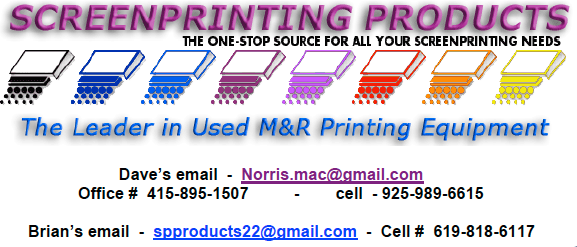 SCREENPRINTING PRODUCTS
THE ONE-STOP SOURCE FOR ALL YOUR SCREENPRINTING NEEDS
The Leader in Used M&R Printing Equipment
Dave's email - Norris.mac@gmail.com
Office # 415-895-1507 - cell - 925-989-6615
Brian's email - spproducts22@gmail.com - Cell # 619-818-6117